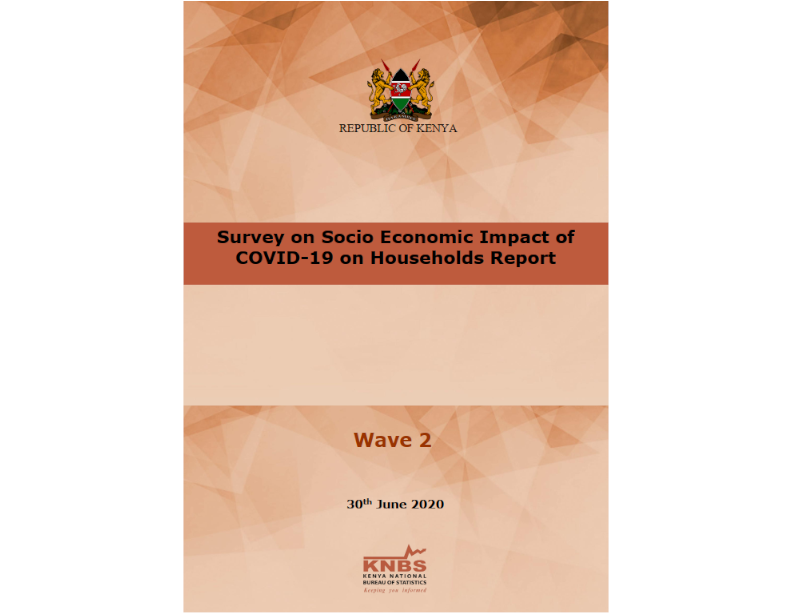 REPUBLIC OF KENYA
Survey on Socio Economic Impact of
COVID-19 on Households Report
Wave 2
30th June 2020
KNBS
KENYA NATIONAL
BUREAU OF STATISTICS
Keeping you informed